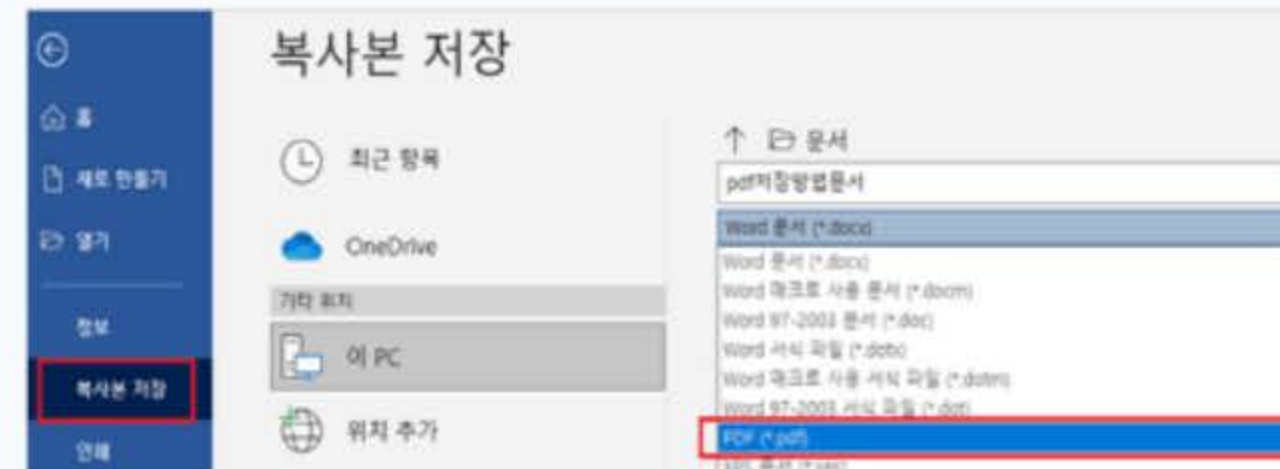 복사본 저장
홈
새로 만들기
열기
정보
복사본 저장
인쇄
최근 항목
OneDrive
기타 위치
이 PC
위치 추가
문서
pdf저장방법문서
Word 문서 (*.docx)
Word 문서 (*.docx)
Word 매크로 사용 문서 (*.docm)
Word 97-2003 문서 (*.doc)
Word 서식 파일 (*.dotx)
Word 매크로 사용 서식 파일 (*.dotm)
Word 97-2003 서식 파일 (*.dot)
PDF (*.pdf)
XPS 문서 (*.xps)